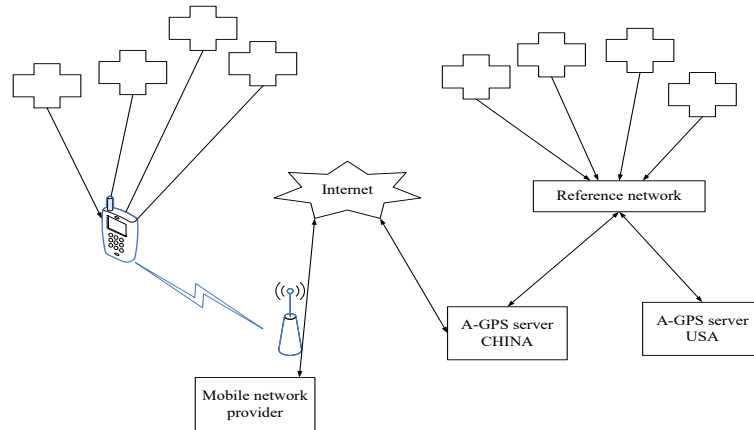 Internet
Reference network
A-GPS server
CHINA
A-GPS server
USA
Mobile network
provider